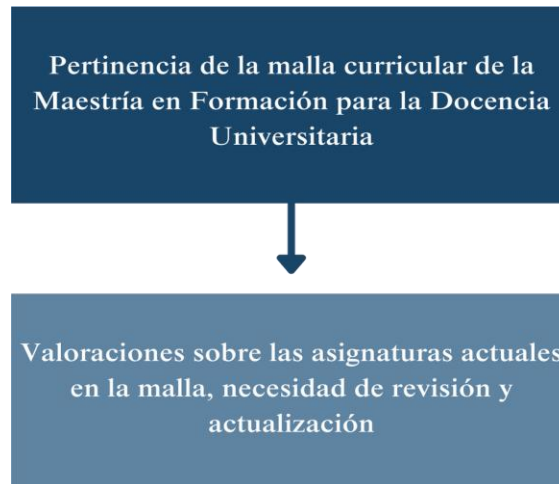 Pertinencia de la malla curricular de la
Maestría en Formación para la Docencia
Universitaria
Valoraciones sobre las asignaturas actuales
en la malla, necesidad de revisión y
actualización